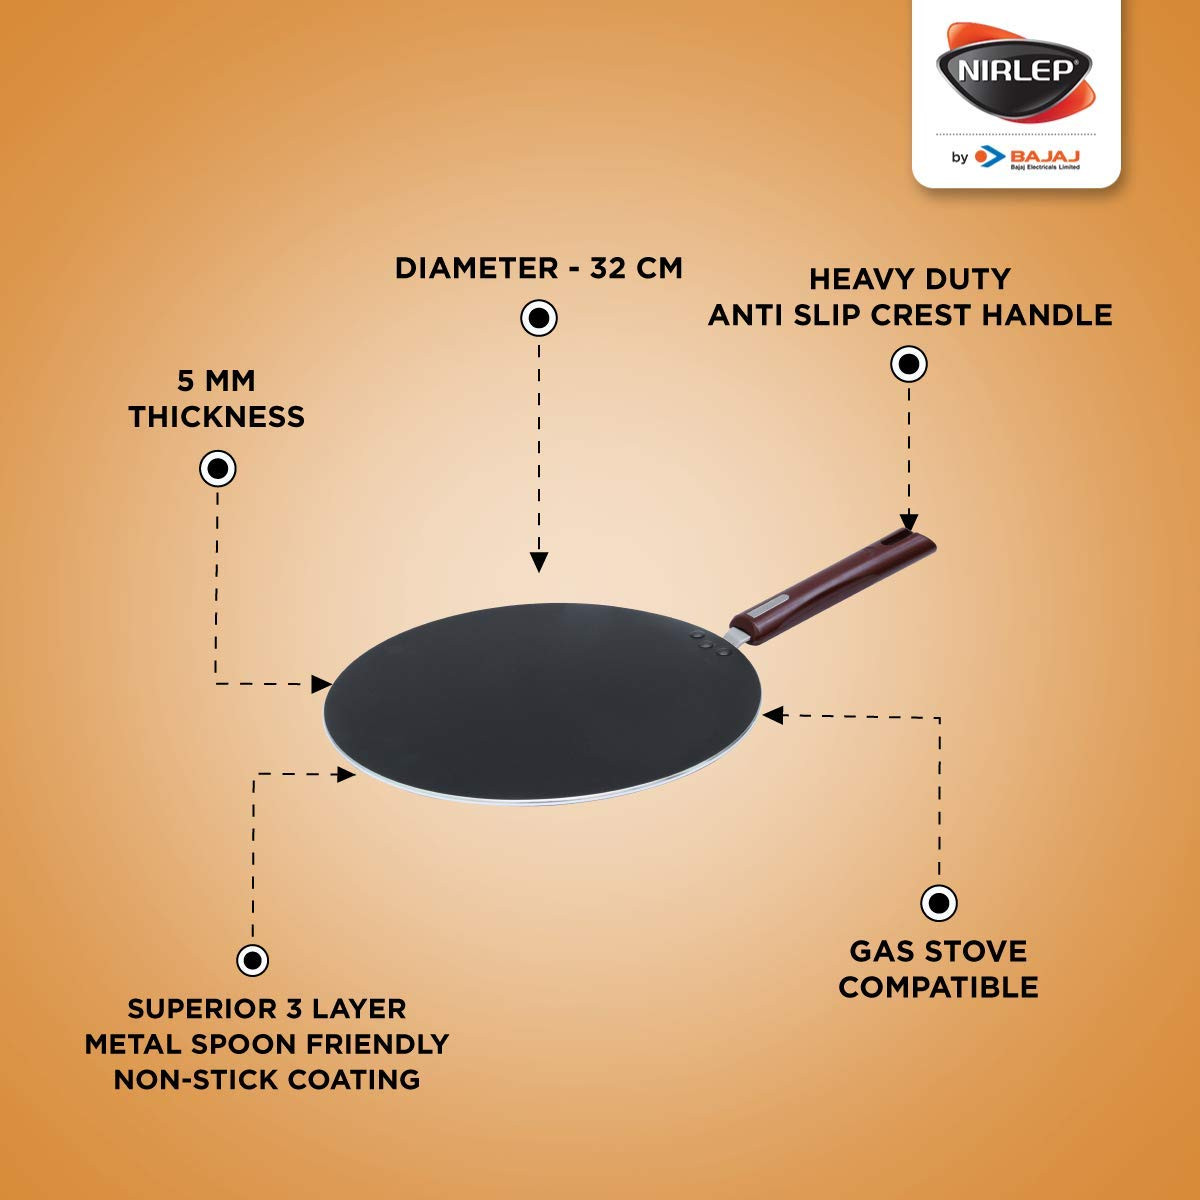 NIRLEP®
by BAJAJ
Bajaj Electricals Limited
DIAMETER - 32 CM
HEAVY DUTY
ANTI SLIP CREST HANDLE
5 MM
THICKNESS
GAS STOVE
COMPATIBLE
SUPERIOR 3 LAYER
METAL SPOON FRIENDLY
NON-STICK COATING